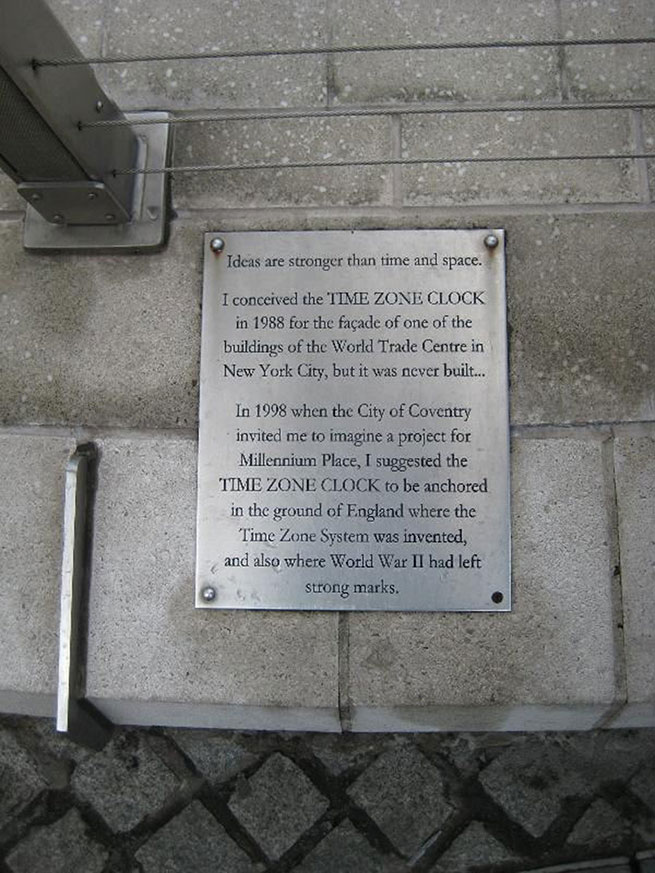 Ideas are stronger than time and space.
I conceived the TIME ZONE CLOCK
in 1988 for the façade of one of the
buildings of the World Trade Centre in
New York City, but it was never built...
In 1998 when the City of Coventry
invited me to imagine a project for
Millennium Place, I suggested the
TIME ZONE CLOCK to be anchored
in the ground of England where the
Time Zone System was invented,
and also where World War II had left
strong marks.